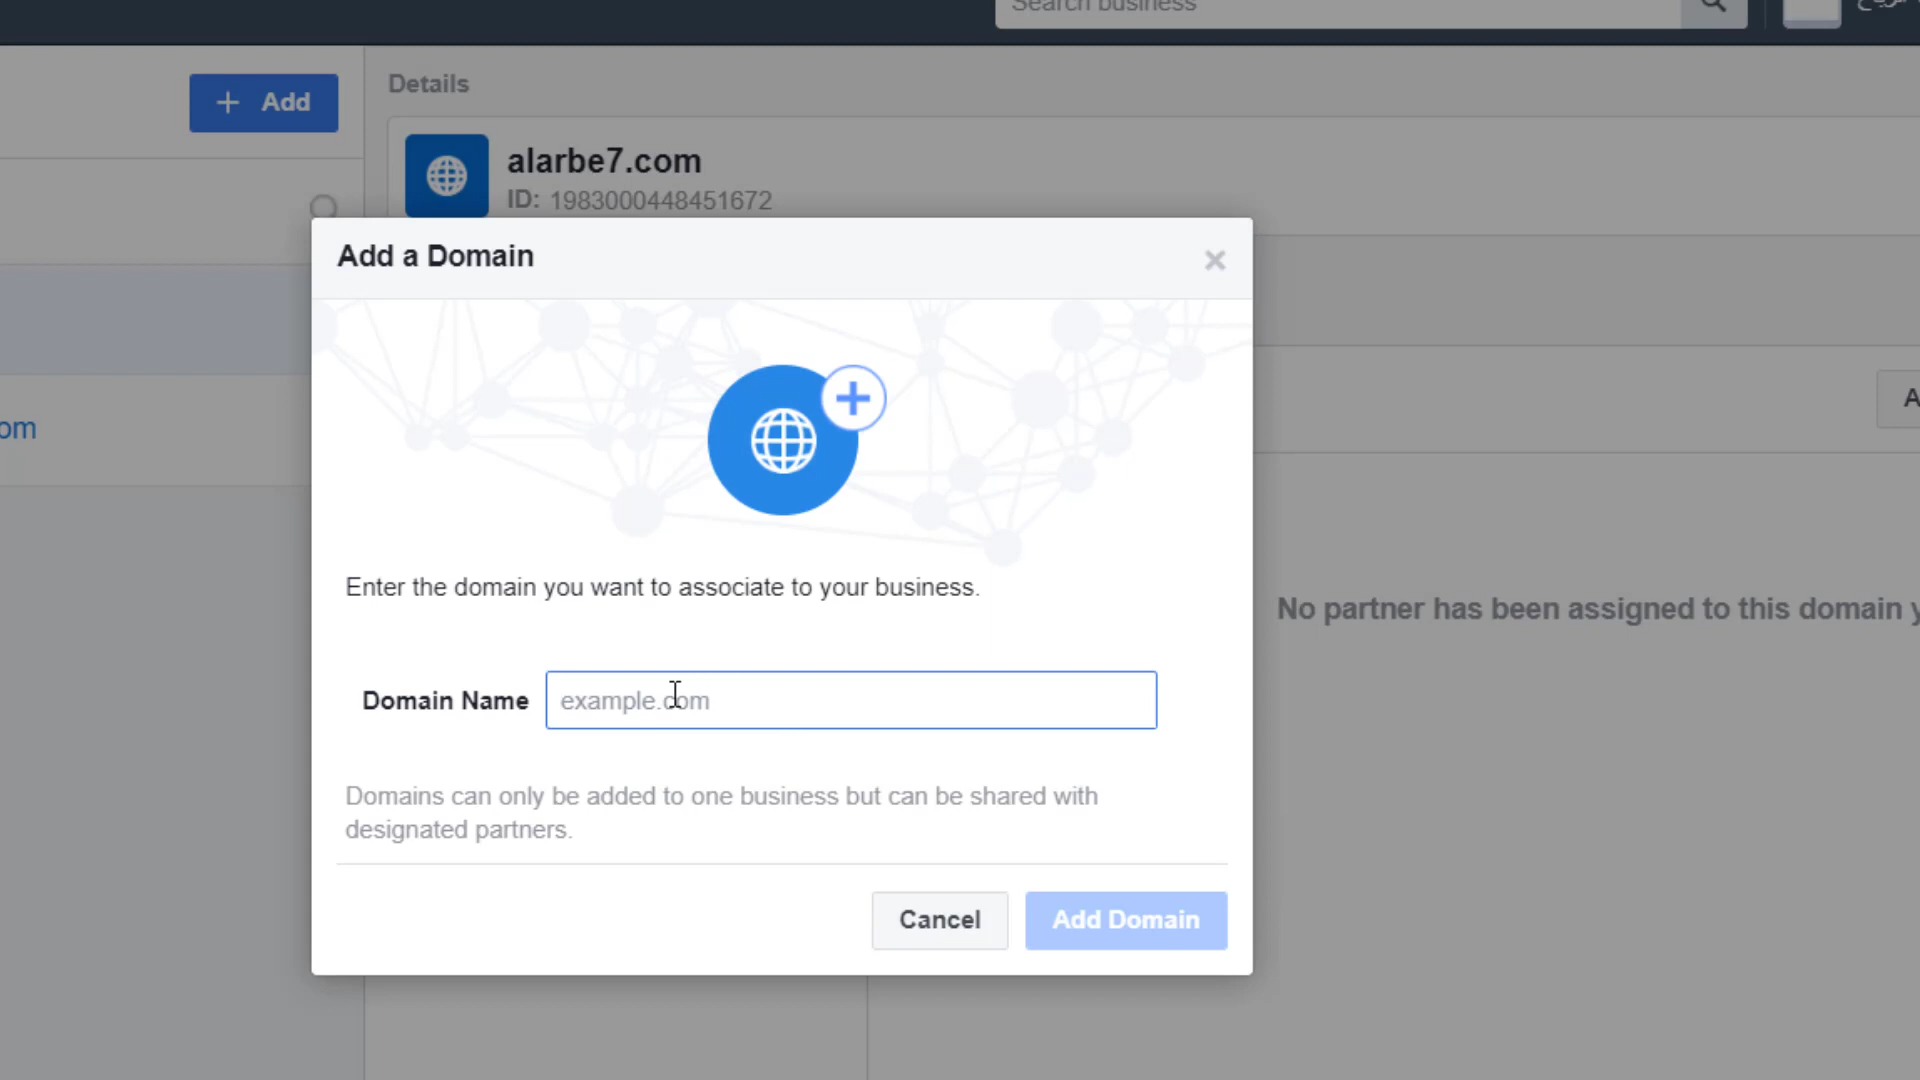 Search business
Add
Details
alarbe7.com
ID: 1983000448451672
Add a Domain
om
Enter the domain you want to associate to your business.
No partner has been assigned to this domain y
Domain Name
example.com
Domains can only be added to one business but can be shared with
designated partners.
Cancel
Add Domain